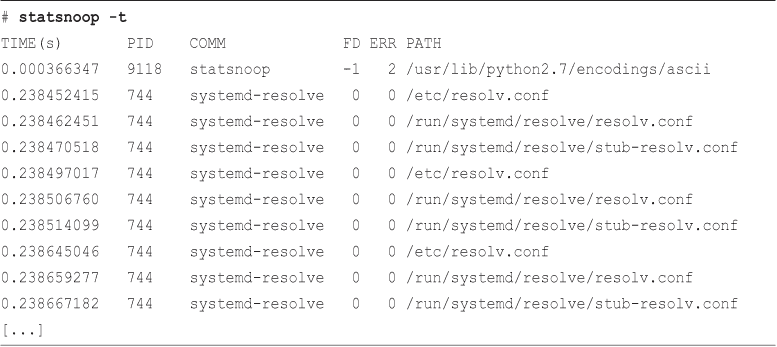 # statsnoop -t
TIME(s) PID COMM FD ERR PATH
0.000366347 9118 statsnoop -1 2 /usr/lib/python2.7/encodings/ascii
0.238452415 744 systemd-resolve 0 0 /etc/resolv.conf
0.238462451 744 systemd-resolve 0 0 /run/systemd/resolve/resolv.conf
0.238470518 744 systemd-resolve 0 0 /run/systemd/resolve/stub-resolv.conf
0.238497017 744 systemd-resolve 0 0 /etc/resolv.conf
0.238506760 744 systemd-resolve 0 0 /run/systemd/resolve/resolv.conf
0.238514099 744 systemd-resolve 0 0 /run/systemd/resolve/stub-resolv.conf
0.238645046 744 systemd-resolve 0 0 /etc/resolv.conf
0.238659277 744 systemd-resolve 0 0 /run/systemd/resolve/resolv.conf
0.238667182 744 systemd-resolve 0 0 /run/systemd/resolve/stub-resolv.conf
[...]